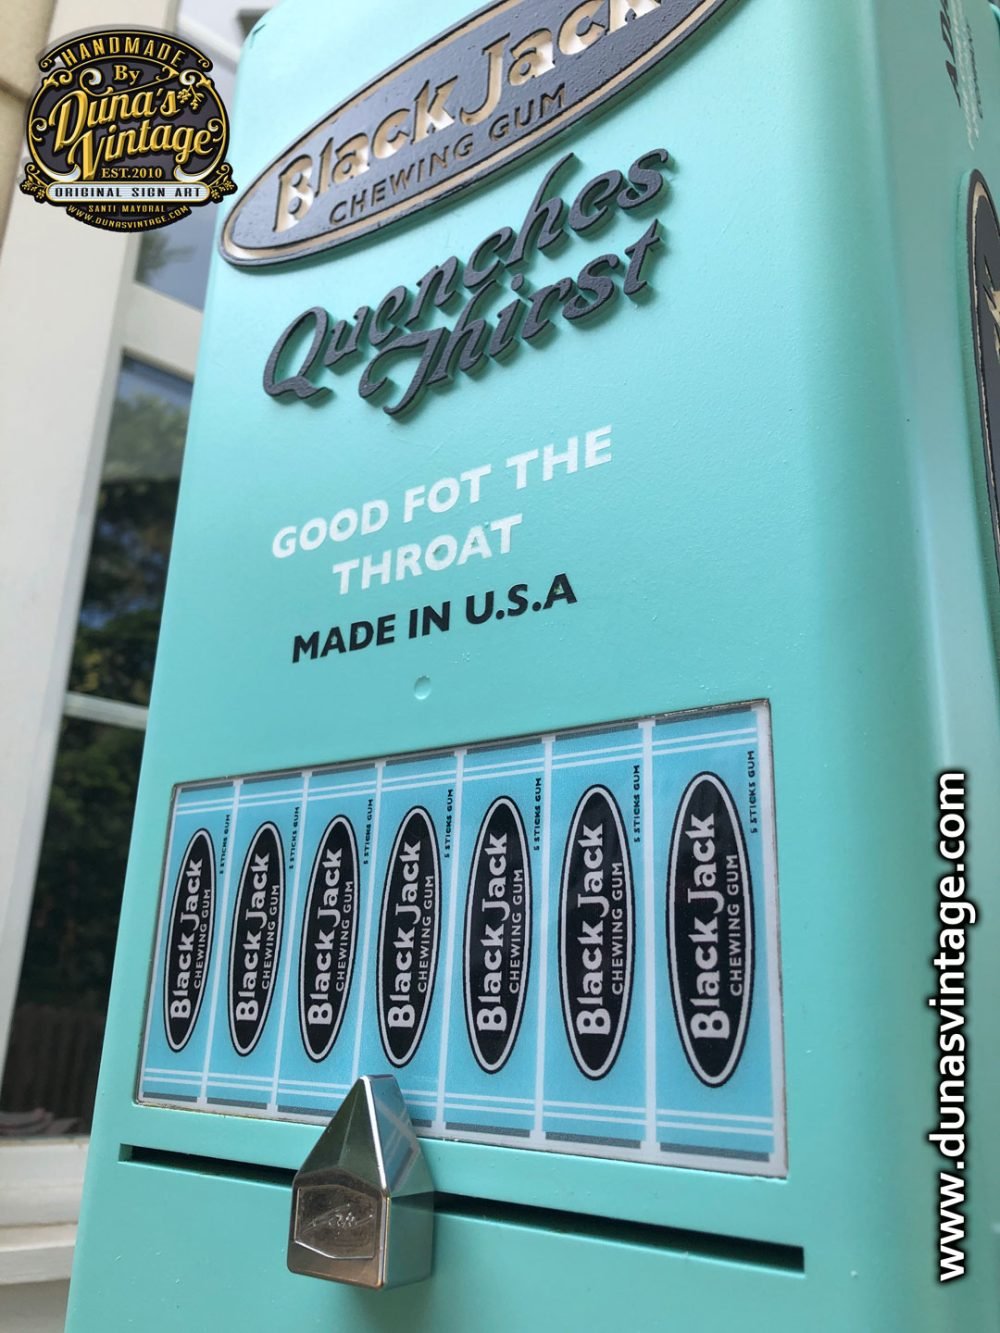 HANDMADE
By
Duna's
Vintage
EST.2010
ORIGINAL SIGN ART
SANTI MAYORAL
WWW.DUNASVINTAGE.COM
Black Jack
CHEWING GUM
Quenches
Thirst
GOOD FOT THE
THROAT
MADE IN U.S.A
5 STICKS GUM
Black Jack
CHEWING GUM
5 STICKS GUM
Black Jack
CHEWING GUM
5 STICKS GUM
Black Jack
CHEWING GUM
5 STICKS GUM
Black Jack
CHEWING GUM
5 STICKS GUM
Black Jack
CHEWING GUM
5 STICKS GUM
Black Jack
CHEWING GUM
5 STICKS GUM
Black Jack
CHEWING GUM
www.dunasvintage.com